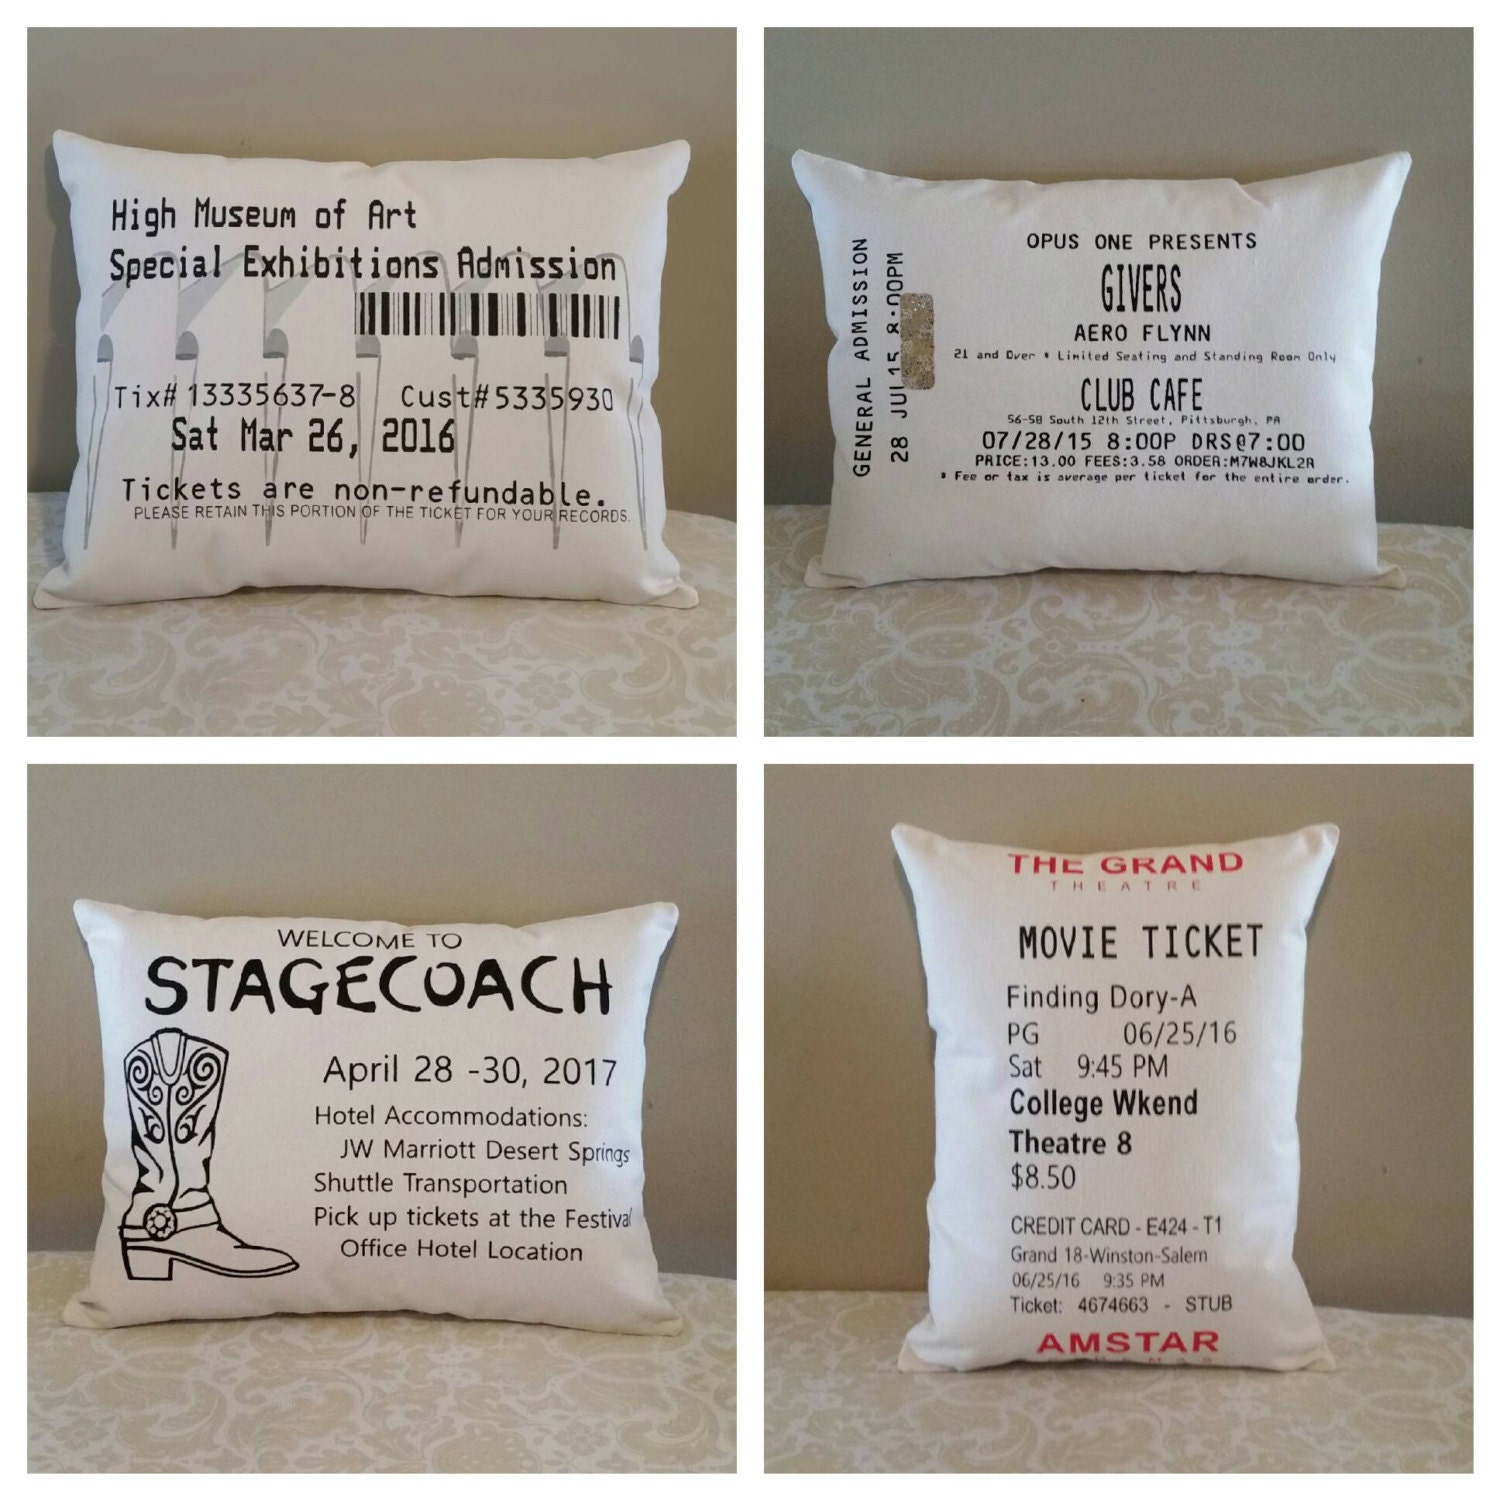 High Museum of Art
Special Exhibitions Admission
Tix# 13335637-8 Cust#5335930
Sat Mar 26, 2016
Tickets are non-refundable.
PLEASE RETAIN THIS PORTION OF THE TICKET FOR YOUR RECORDS.
GENERAL ADMISSION
28 JUL 15 8:00PM
OPUS ONE PRESENTS
GIVERS
AERO FLYNN
21 and Over * Limited Seating and Standing Room Only
CLUB CAFE
56-58 South 12th Street, Pittsburgh, PA
07/28/15 8:00P DRS@7:00
PRICE:13.00 FEES:3.58 ORDER:M7W8JKL2R
* Fee or tax is average per ticket for the entire order.
WELCOME TO
STAGECOACH
April 28 -30, 2017
Hotel Accommodations:
JW Marriott Desert Springs
Shuttle Transportation
Pick up tickets at the Festival
Office Hotel Location
THE GRAND
THEATRE
MOVIE TICKET
Finding Dory-A
PG 06/25/16
Sat 9:45 PM
College Wkend
Theatre 8
$8.50
CREDIT CARD - E424 - T1
Grand 18-Winston-Salem
06/25/16 9:35 PM
Ticket: 4674663 - STUB
AMSTAR